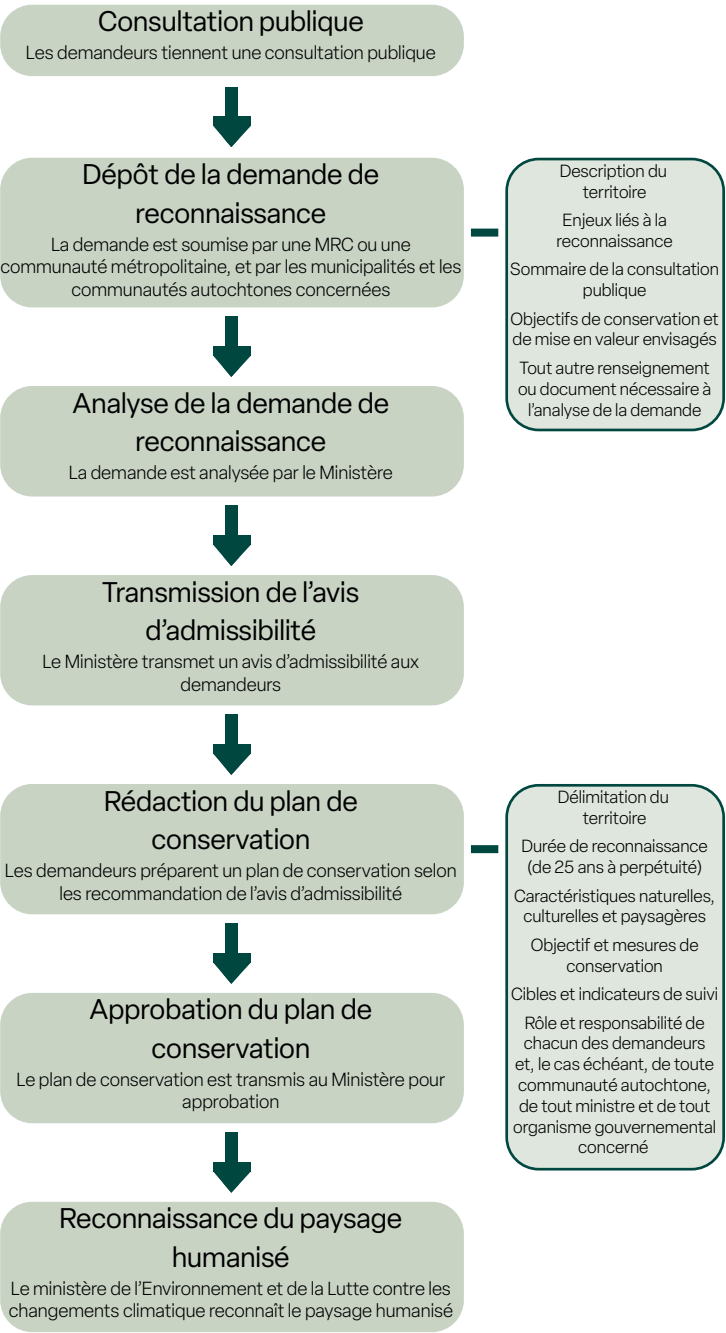 Consultation publique
Les demandeurs tiennent une consultation publique
Dépôt de la demande de
reconnaissance
La demande est soumise par une MRC ou une
communauté métropolitaine, et par les municipalités et les
communautés autochtones concernées
Description du
territoire
Enjeux liés à la
reconnaissance
Sommaire de la consultation
publique
Objectifs de conservation et
de mise en valeur envisagés
Tout autre renseignement
ou document nécessaire à
l'analyse de la demande
Analyse de la demande de
reconnaissance
La demande est analysée par le Ministère
Transmission de l'avis
d'admissibilité
Le Ministère transmet un avis d'admissibilité aux
demandeurs
Rédaction du plan de
conservation
Les demandeurs préparent un plan de conservation selon
les recommandation de l'avis d'admissibilité
Délimitation du
territoire
Durée de reconnaissance
(de 25 ans à perpétuité)
Caractéristiques naturelles,
culturelles et paysagères
Objectif et mesures de
conservation
Cibles et indicateurs de suivi
Rôle et responsabilité de
chacun des demandeurs
et, le cas échéant, de toute
communauté autochtone,
de tout ministre et de tout
organisme gouvernemental
concerné
Approbation du plan de
conservation
Le plan de conservation est transmis au Ministère pour
approbation
Reconnaissance du paysage
humanisé
Le ministère de l'Environnement et de la Lutte contre les
changements climatique reconnaît le paysage humanisé